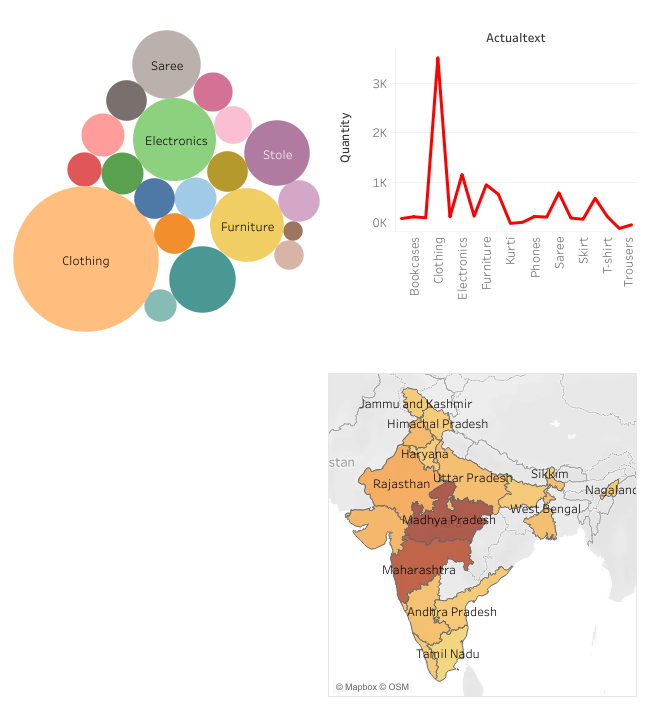 Saree
Electronics
Stole
Furniture
Clothing
Actualtext
Quantity
3K
2K
1K
0K
Bookcases
Clothing
Electronics
Furniture
Kurti
Phones
Saree
Skirt
T-shirt
Trousers
Jammu and Kashmir
Himachal Pradesh
Haryana
stan
Rajasthan
Uttar Pradesh
Sikkim
Nagaland
West Bengal
Madhya Pradesh
Maharashtra
Andhra Pradesh
Tamil Nadu
© Mapbox © OSM